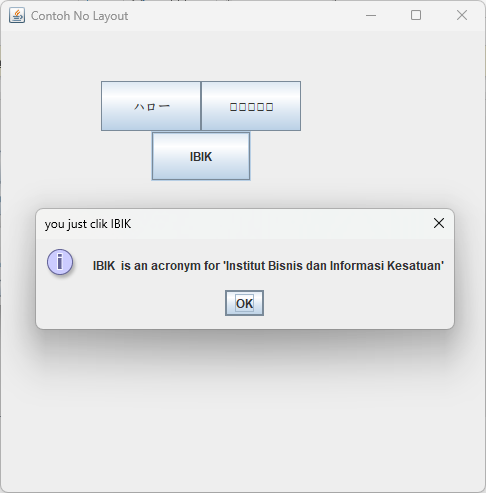 Contoh No Layout
ハロー
IBIK
you just clik IBIK
IBIK is an acronym for 'Institut Bisnis dan Informasi Kesatuan'
OK